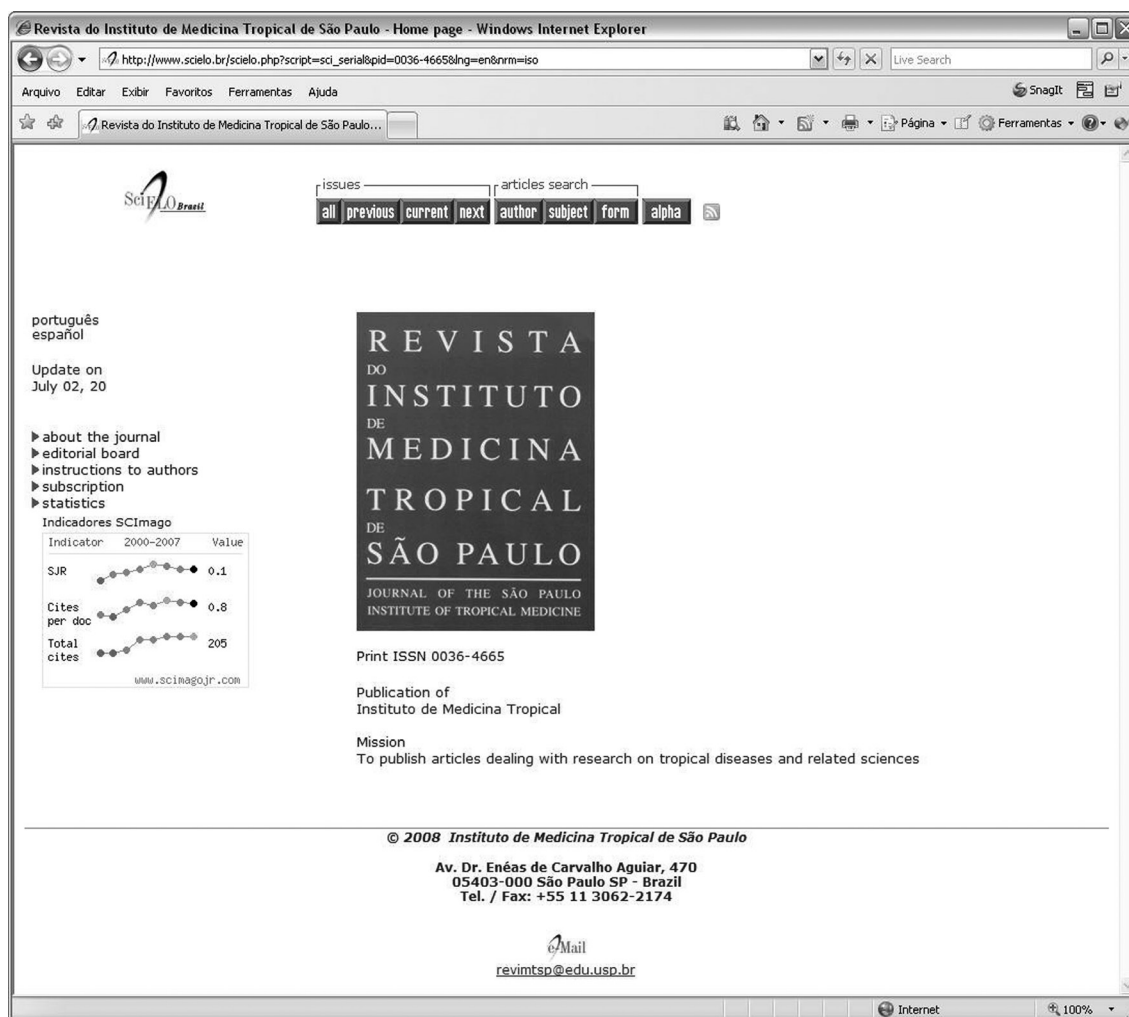 Revista do Instituto de Medicina Tropical de São Paulo - Home page - Windows Internet Explorer
http://www.scielo.br/scielo.php?script=sci_serial&pid=0036-4665&lng=en&nrm=iso
Live Search
Arquivo Editar Exibir Favoritos Ferramentas Ajuda
SnagIt
Revista do Instituto de Medicina Tropical de São Paulo...
Página Ferramentas
SciELO Brazil
issues articles search
all previous current next author subject form alpha
português
español
Update on
July 02, 20
about the journal
editorial board
instructions to authors
subscription
statistics
Indicadores SCImago
Indicator 2000-2007 Value
SJR 0.1
Cites per doc 0.8
Total cites 205
www.scimagojr.com
REVISTA
DO
INSTITUTO
DE
MEDICINA
TROPICAL
DE
SÃO PAULO
JOURNAL OF THE SÃO PAULO
INSTITUTE OF TROPICAL MEDICINE
Print ISSN 0036-4665
Publication of
Instituto de Medicina Tropical
Mission
To publish articles dealing with research on tropical diseases and related sciences
© 2008 Instituto de Medicina Tropical de São Paulo
Av. Dr. Enéas de Carvalho Aguiar, 470
05403-000 São Paulo SP - Brazil
Tel. / Fax: +55 11 3062-2174
eMail
revimtsp@edu.usp.br
Internet 100%